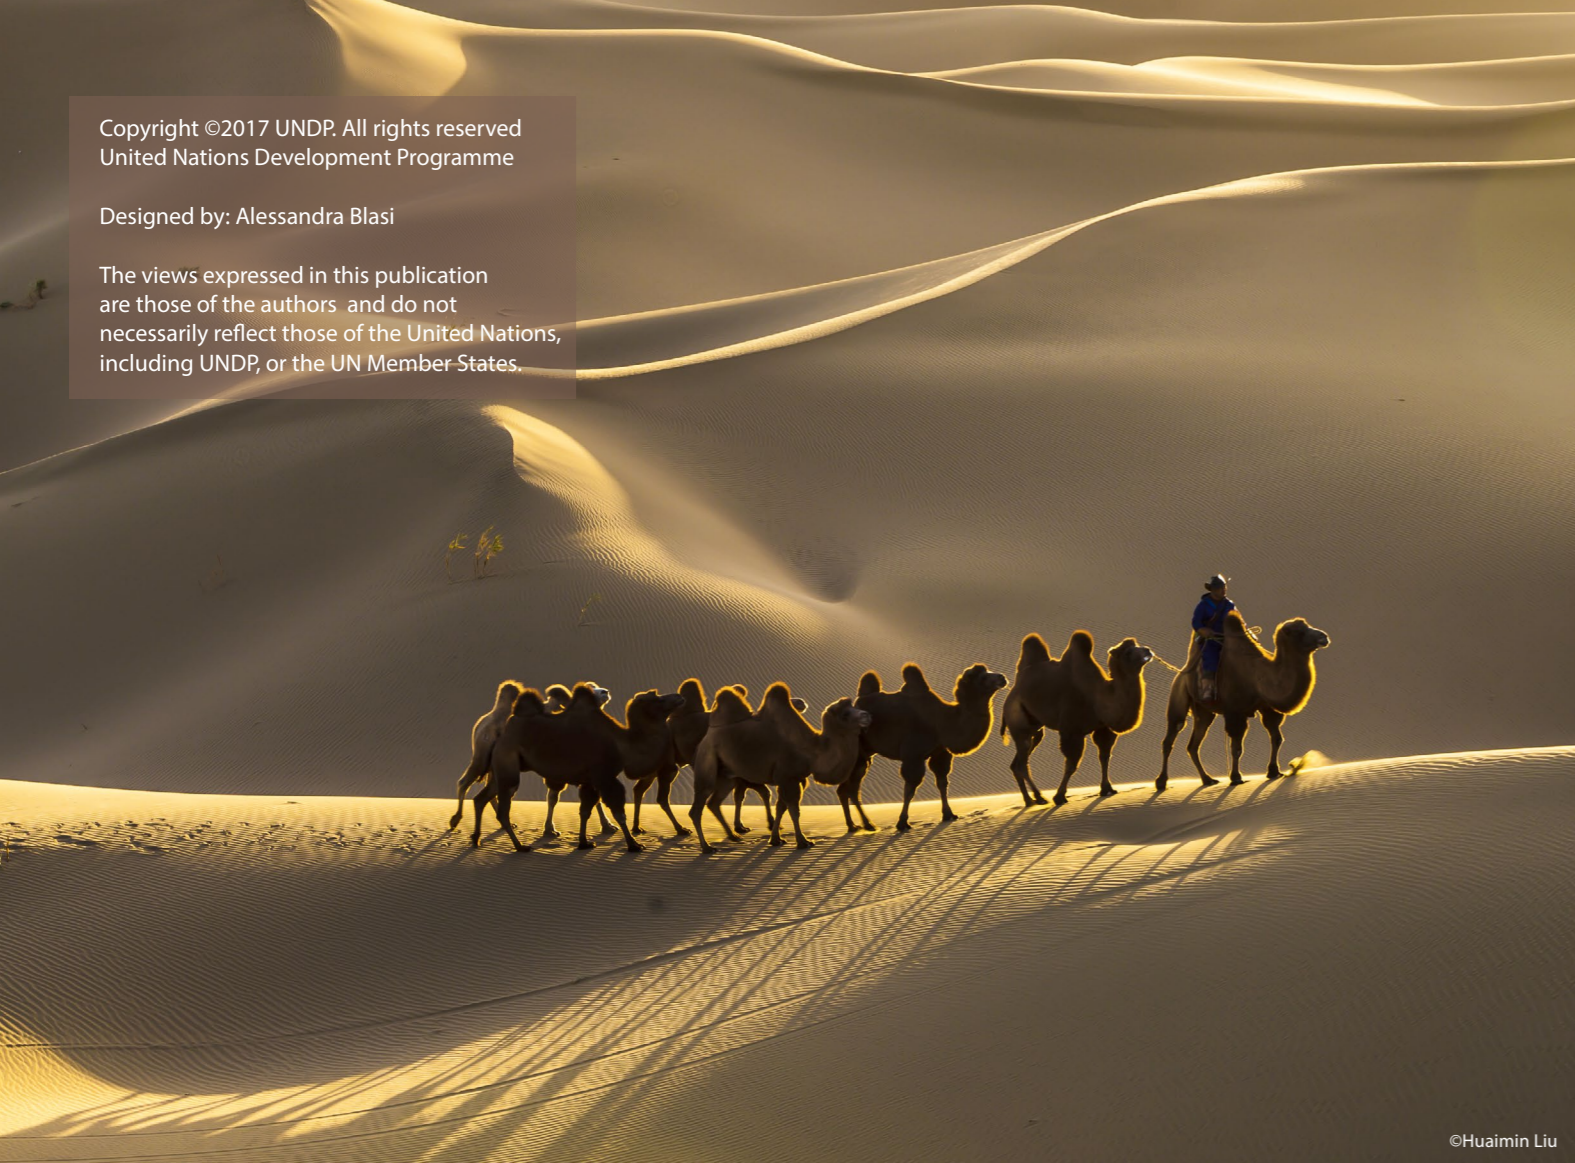 Copyright ©2017 UNDP. All rights reserved
United Nations Development Programme
Designed by: Alessandra Blasi
The views expressed in this publication
are those of the authors  and do not
necessarily reflect those of the United Nations,
including UNDP, or the UN Member States.
©Huaimin Liu